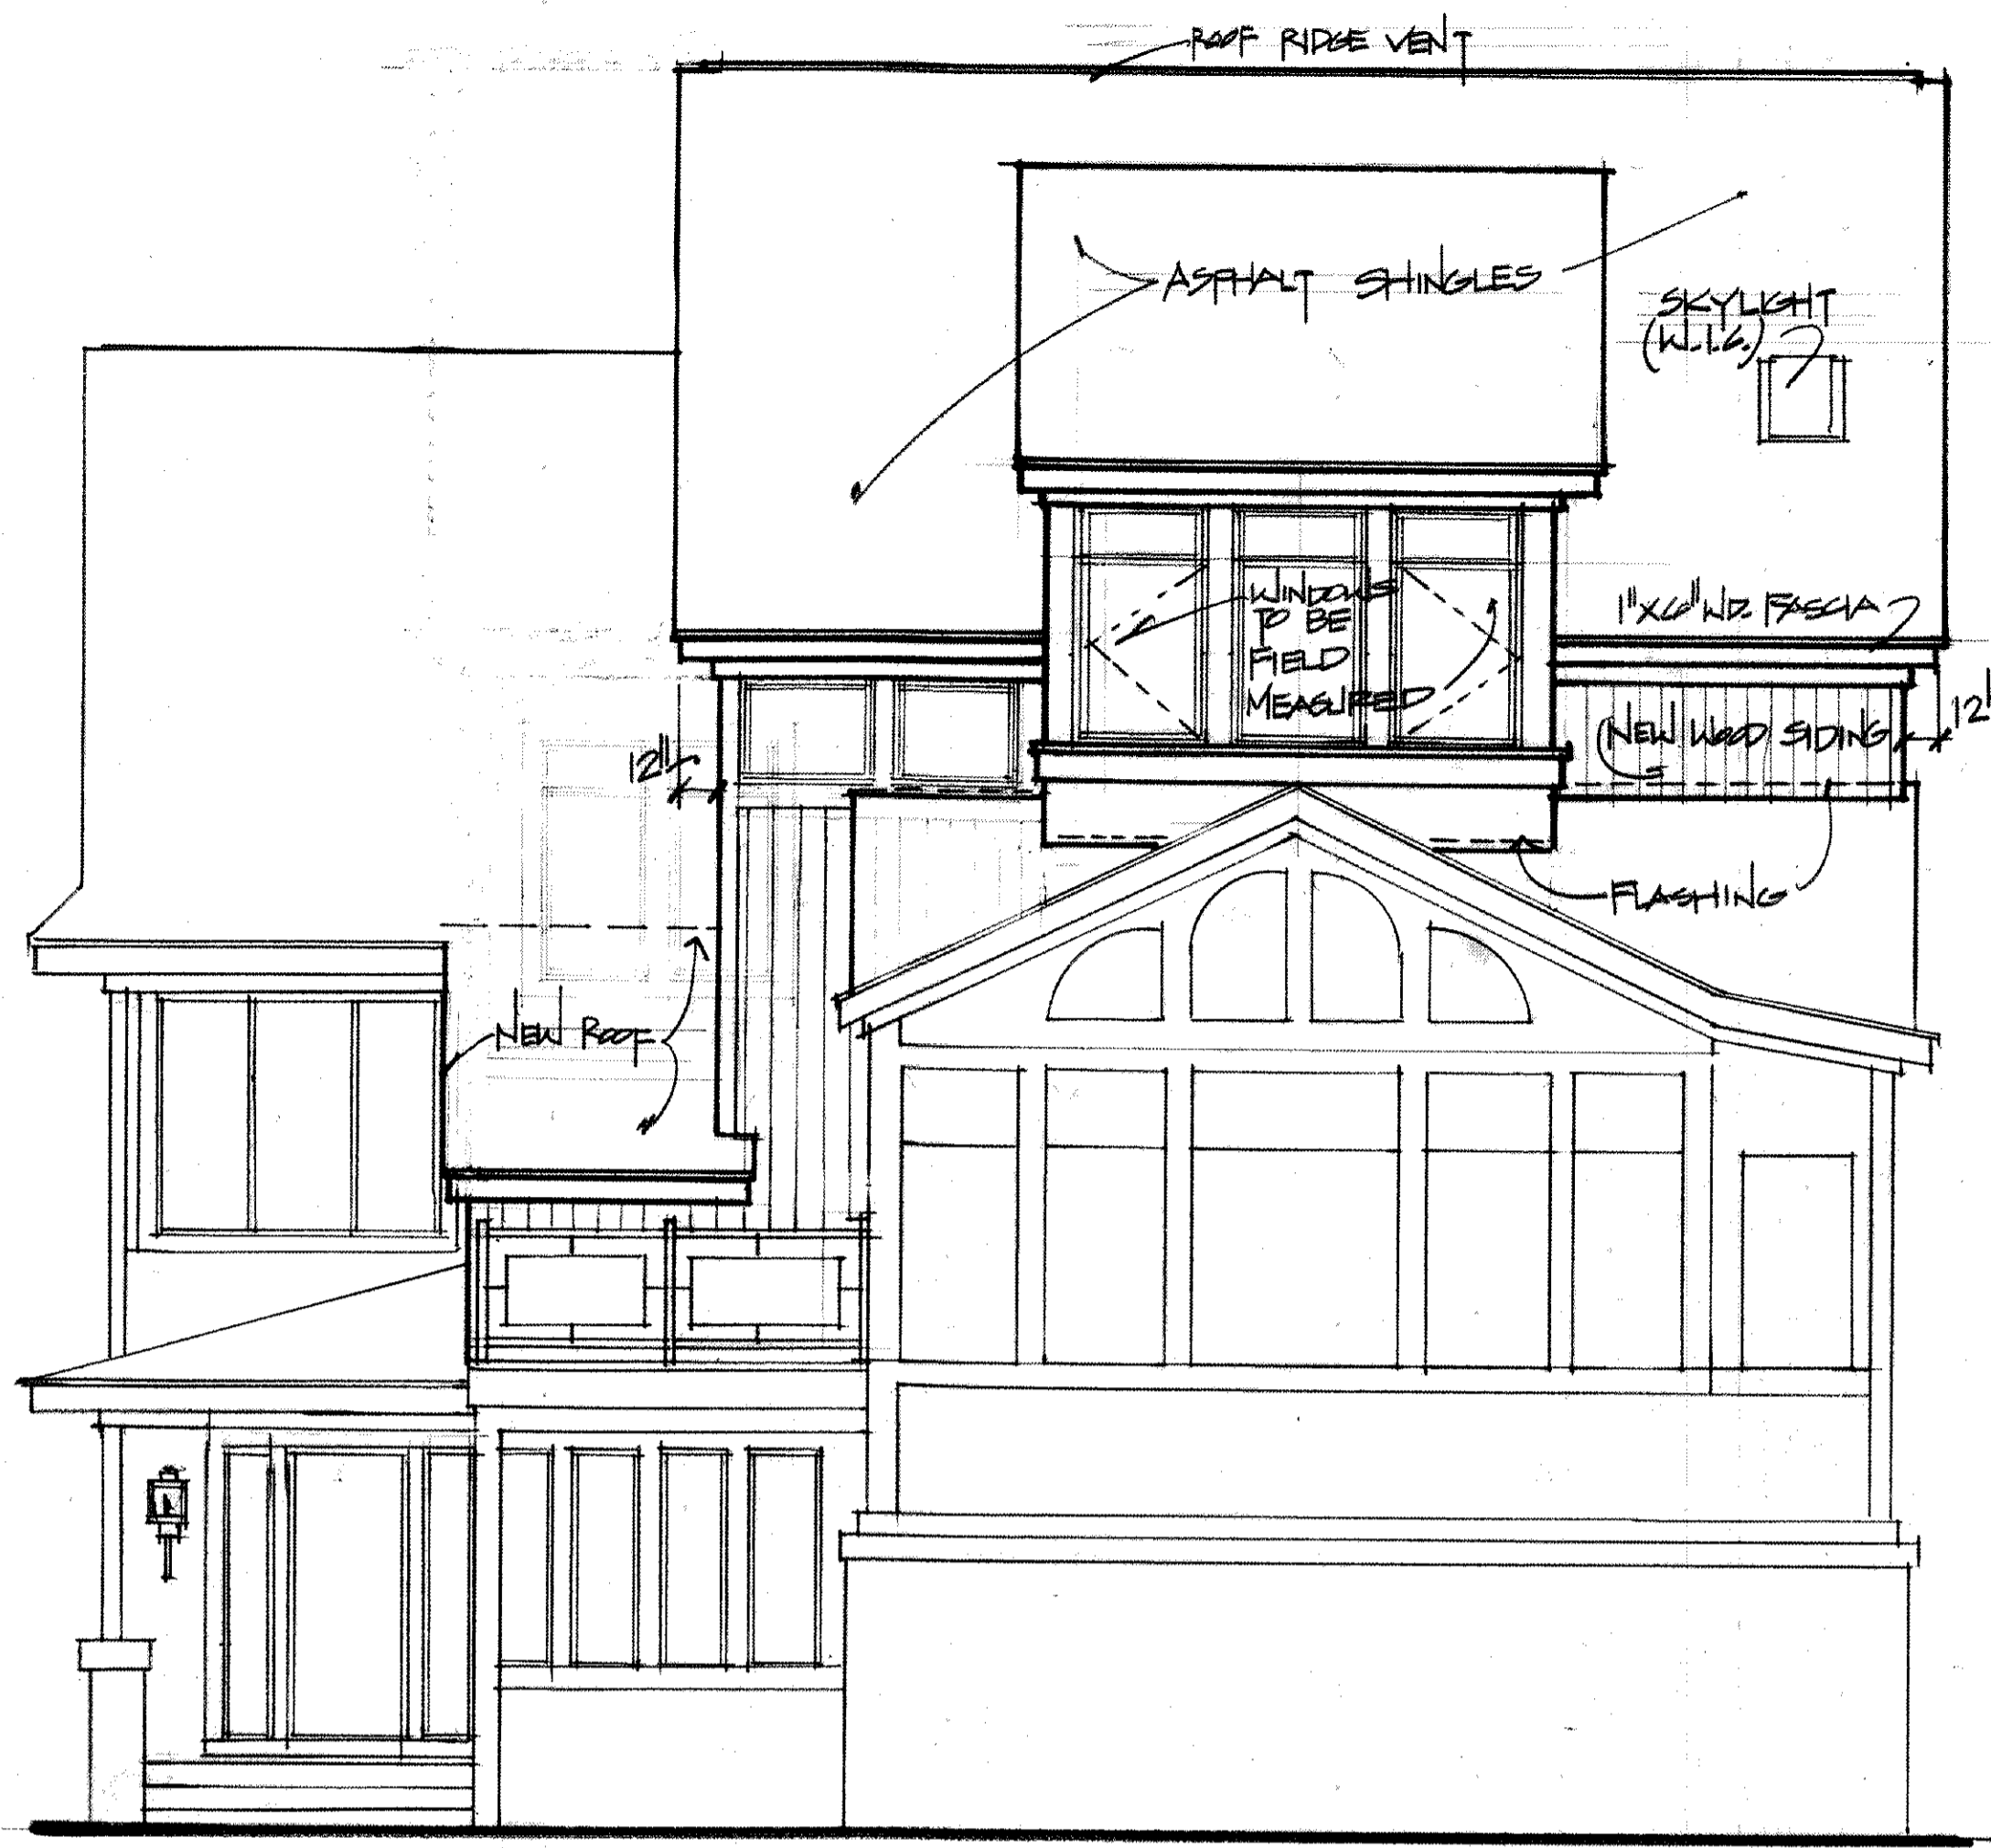 ROOF RIDGE VENT
ASPHALT SHINGLES
SKYLIGHT
(W.I.C.)
WINDOWS
TO BE
FIELD
MEASURED
1"X6" WD. FASCIA
12"
NEW WOOD SIDING
12"
FLASHING
NEW ROOF